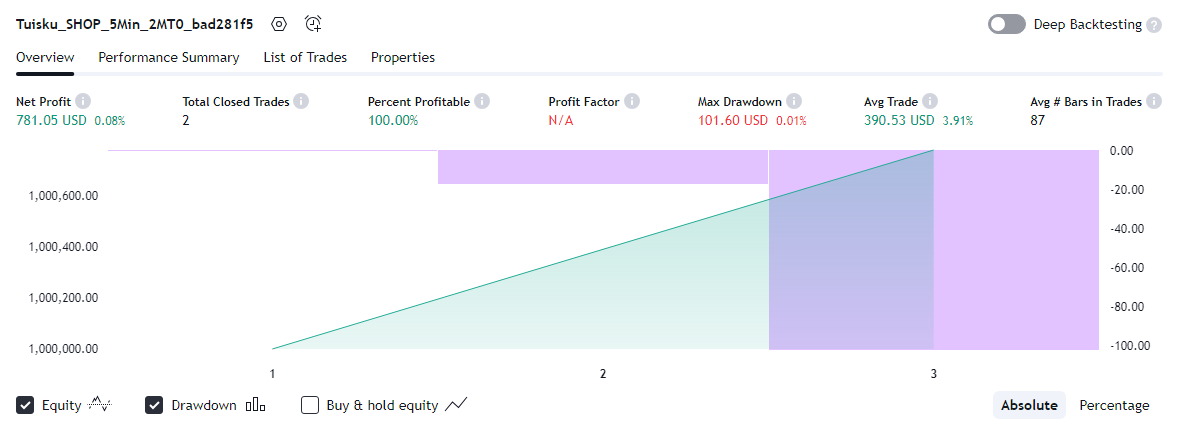 Tuisku_SHOP_5Min_2MT0_bad281f5
Deep Backtesting ?
Overview Performance Summary List of Trades Properties
Net Profit Total Closed Trades Percent Profitable Profit Factor Max Drawdown Avg Trade Avg # Bars in Trades
781.05 USD 0.08% 2 100.00% N/A 101.60 USD 0.01% 390.53 USD 3.91% 87
0.00
1,000,600.00 -20.00
-40.00
1,000,400.00
-60.00
1,000,200.00
-80.00
1,000,000.00 -100.00
1 2 3
Equity Drawdown Buy & hold equity Absolute Percentage